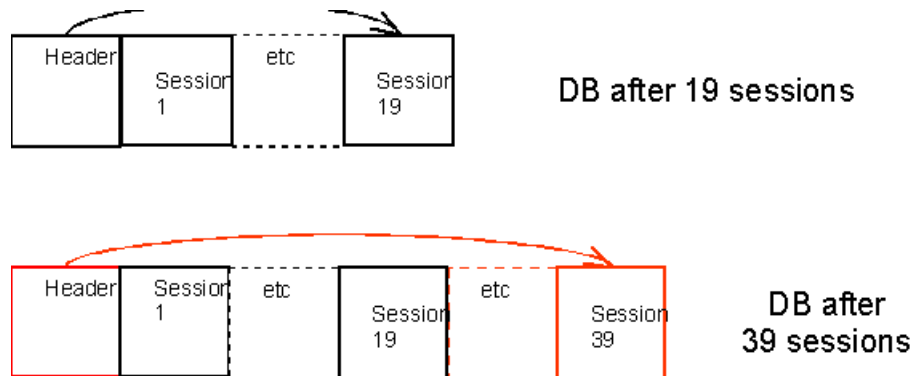 Header
Session
1
etc
Session
19
DB after 19 sessions
Header
Session
1
etc
Session
19
etc
Session
39
DB after
39 sessions